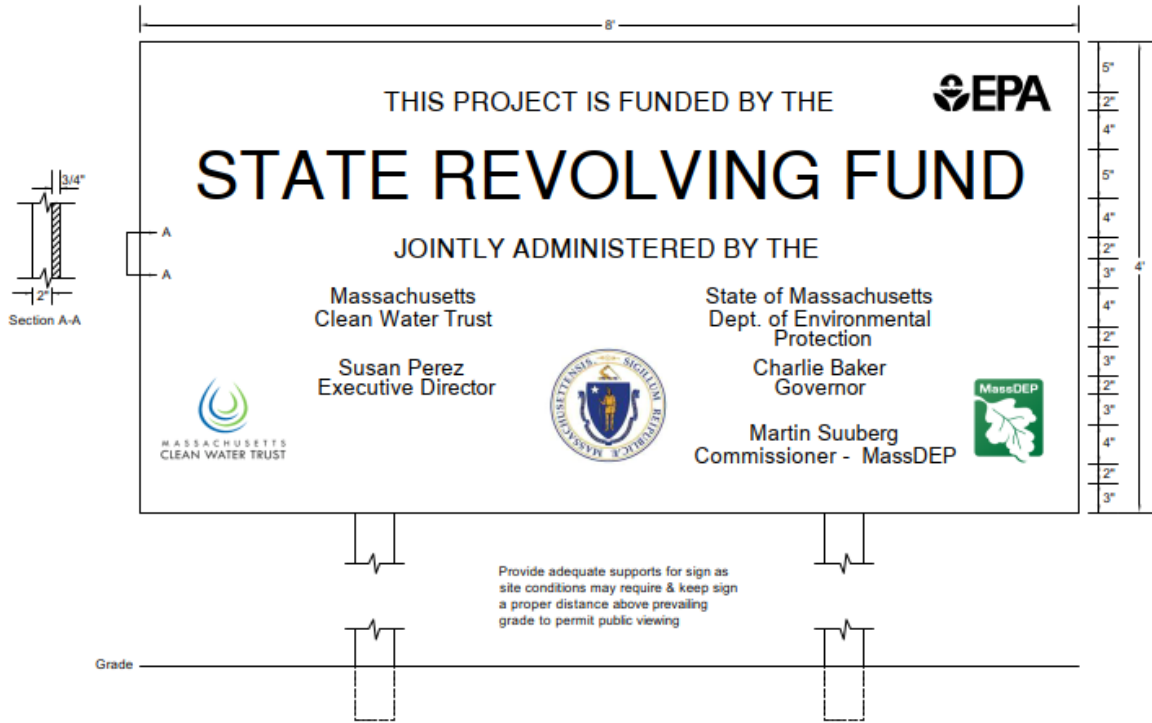 8'
THIS PROJECT IS FUNDED BY THE
EPA
STATE REVOLVING FUND
JOINTLY ADMINISTERED BY THE
Massachusetts
Clean Water Trust
Susan Perez
Executive Director
MASSACHUSETTS
CLEAN WATER TRUST
SIGILLUM REIPUBLICÆ MASSACHUSETTENSIS
State of Massachusetts
Dept. of Environmental
Protection
Charlie Baker
Governor
Martin Suuberg
Commissioner - MassDEP
MassDEP
3/4"
A
A
2"
Section A-A
5"
2"
4"
5"
4"
2"
3"
4"
2"
3"
2"
3"
4"
2"
3"
4'
Provide adequate supports for sign as
site conditions may require & keep sign
a proper distance above prevailing
grade to permit public viewing
Grade